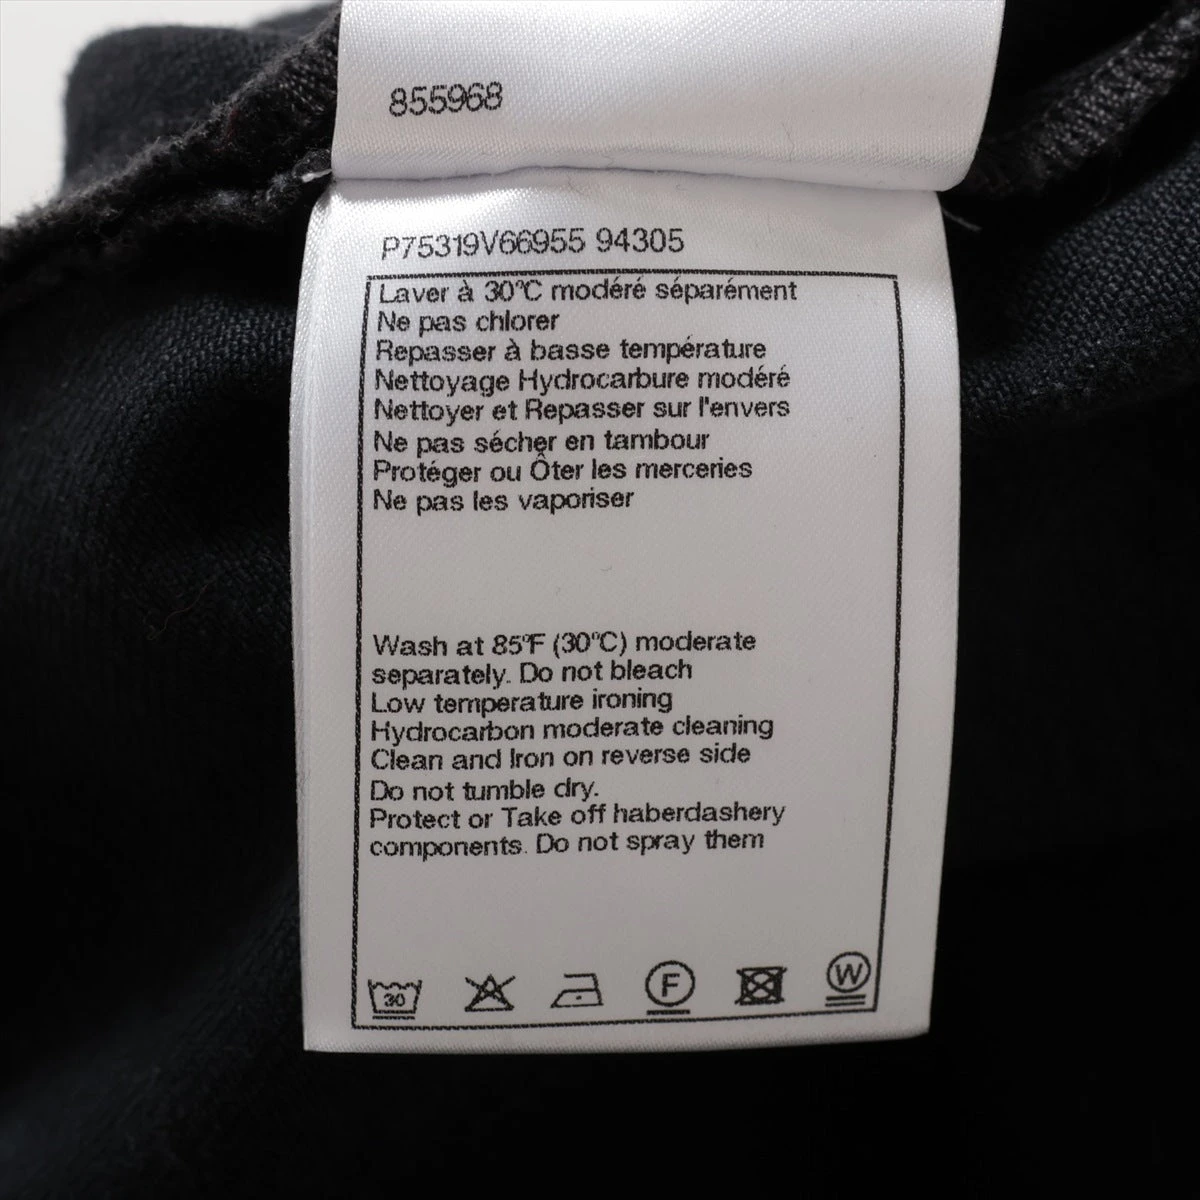 855968
P75319V66955 94305
Laver à 30°C modéré séparément
Ne pas chlorer
Repasser à basse température
Nettoyage Hydrocarbure modéré
Nettoyer et Repasser sur l'envers
Ne pas sécher en tambour
Protéger ou Ôter les merceries
Ne pas les vaporiser
Wash at 85°F (30°C) moderate
separately. Do not bleach
Low temperature ironing
Hydrocarbon moderate cleaning
Clean and Iron on reverse side
Do not tumble dry.
Protect or Take off haberdashery
components. Do not spray them
30 F W